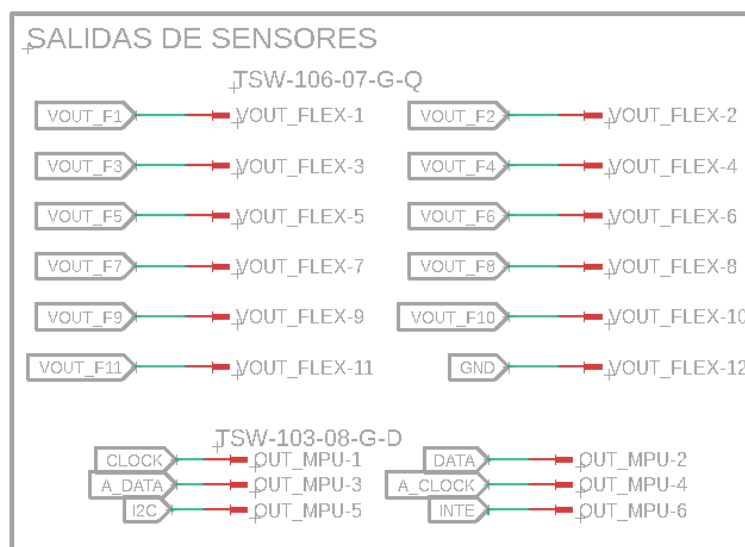 SALIDAS DE SENSORES
TSW-106-07-G-Q
VOUT_F1 VOUT_FLEX-1 VOUT_F2 VOUT_FLEX-2
VOUT_F3 VOUT_FLEX-3 VOUT_F4 VOUT_FLEX-4
VOUT_F5 VOUT_FLEX-5 VOUT_F6 VOUT_FLEX-6
VOUT_F7 VOUT_FLEX-7 VOUT_F8 VOUT_FLEX-8
VOUT_F9 VOUT_FLEX-9 VOUT_F10 VOUT_FLEX-10
VOUT_F11 VOUT_FLEX-11 GND VOUT_FLEX-12
TSW-103-08-G-D
CLOCK OUT_MPU-1 DATA OUT_MPU-2
A_DATA OUT_MPU-3 A_CLOCK OUT_MPU-4
I2C OUT_MPU-5 INTE OUT_MPU-6